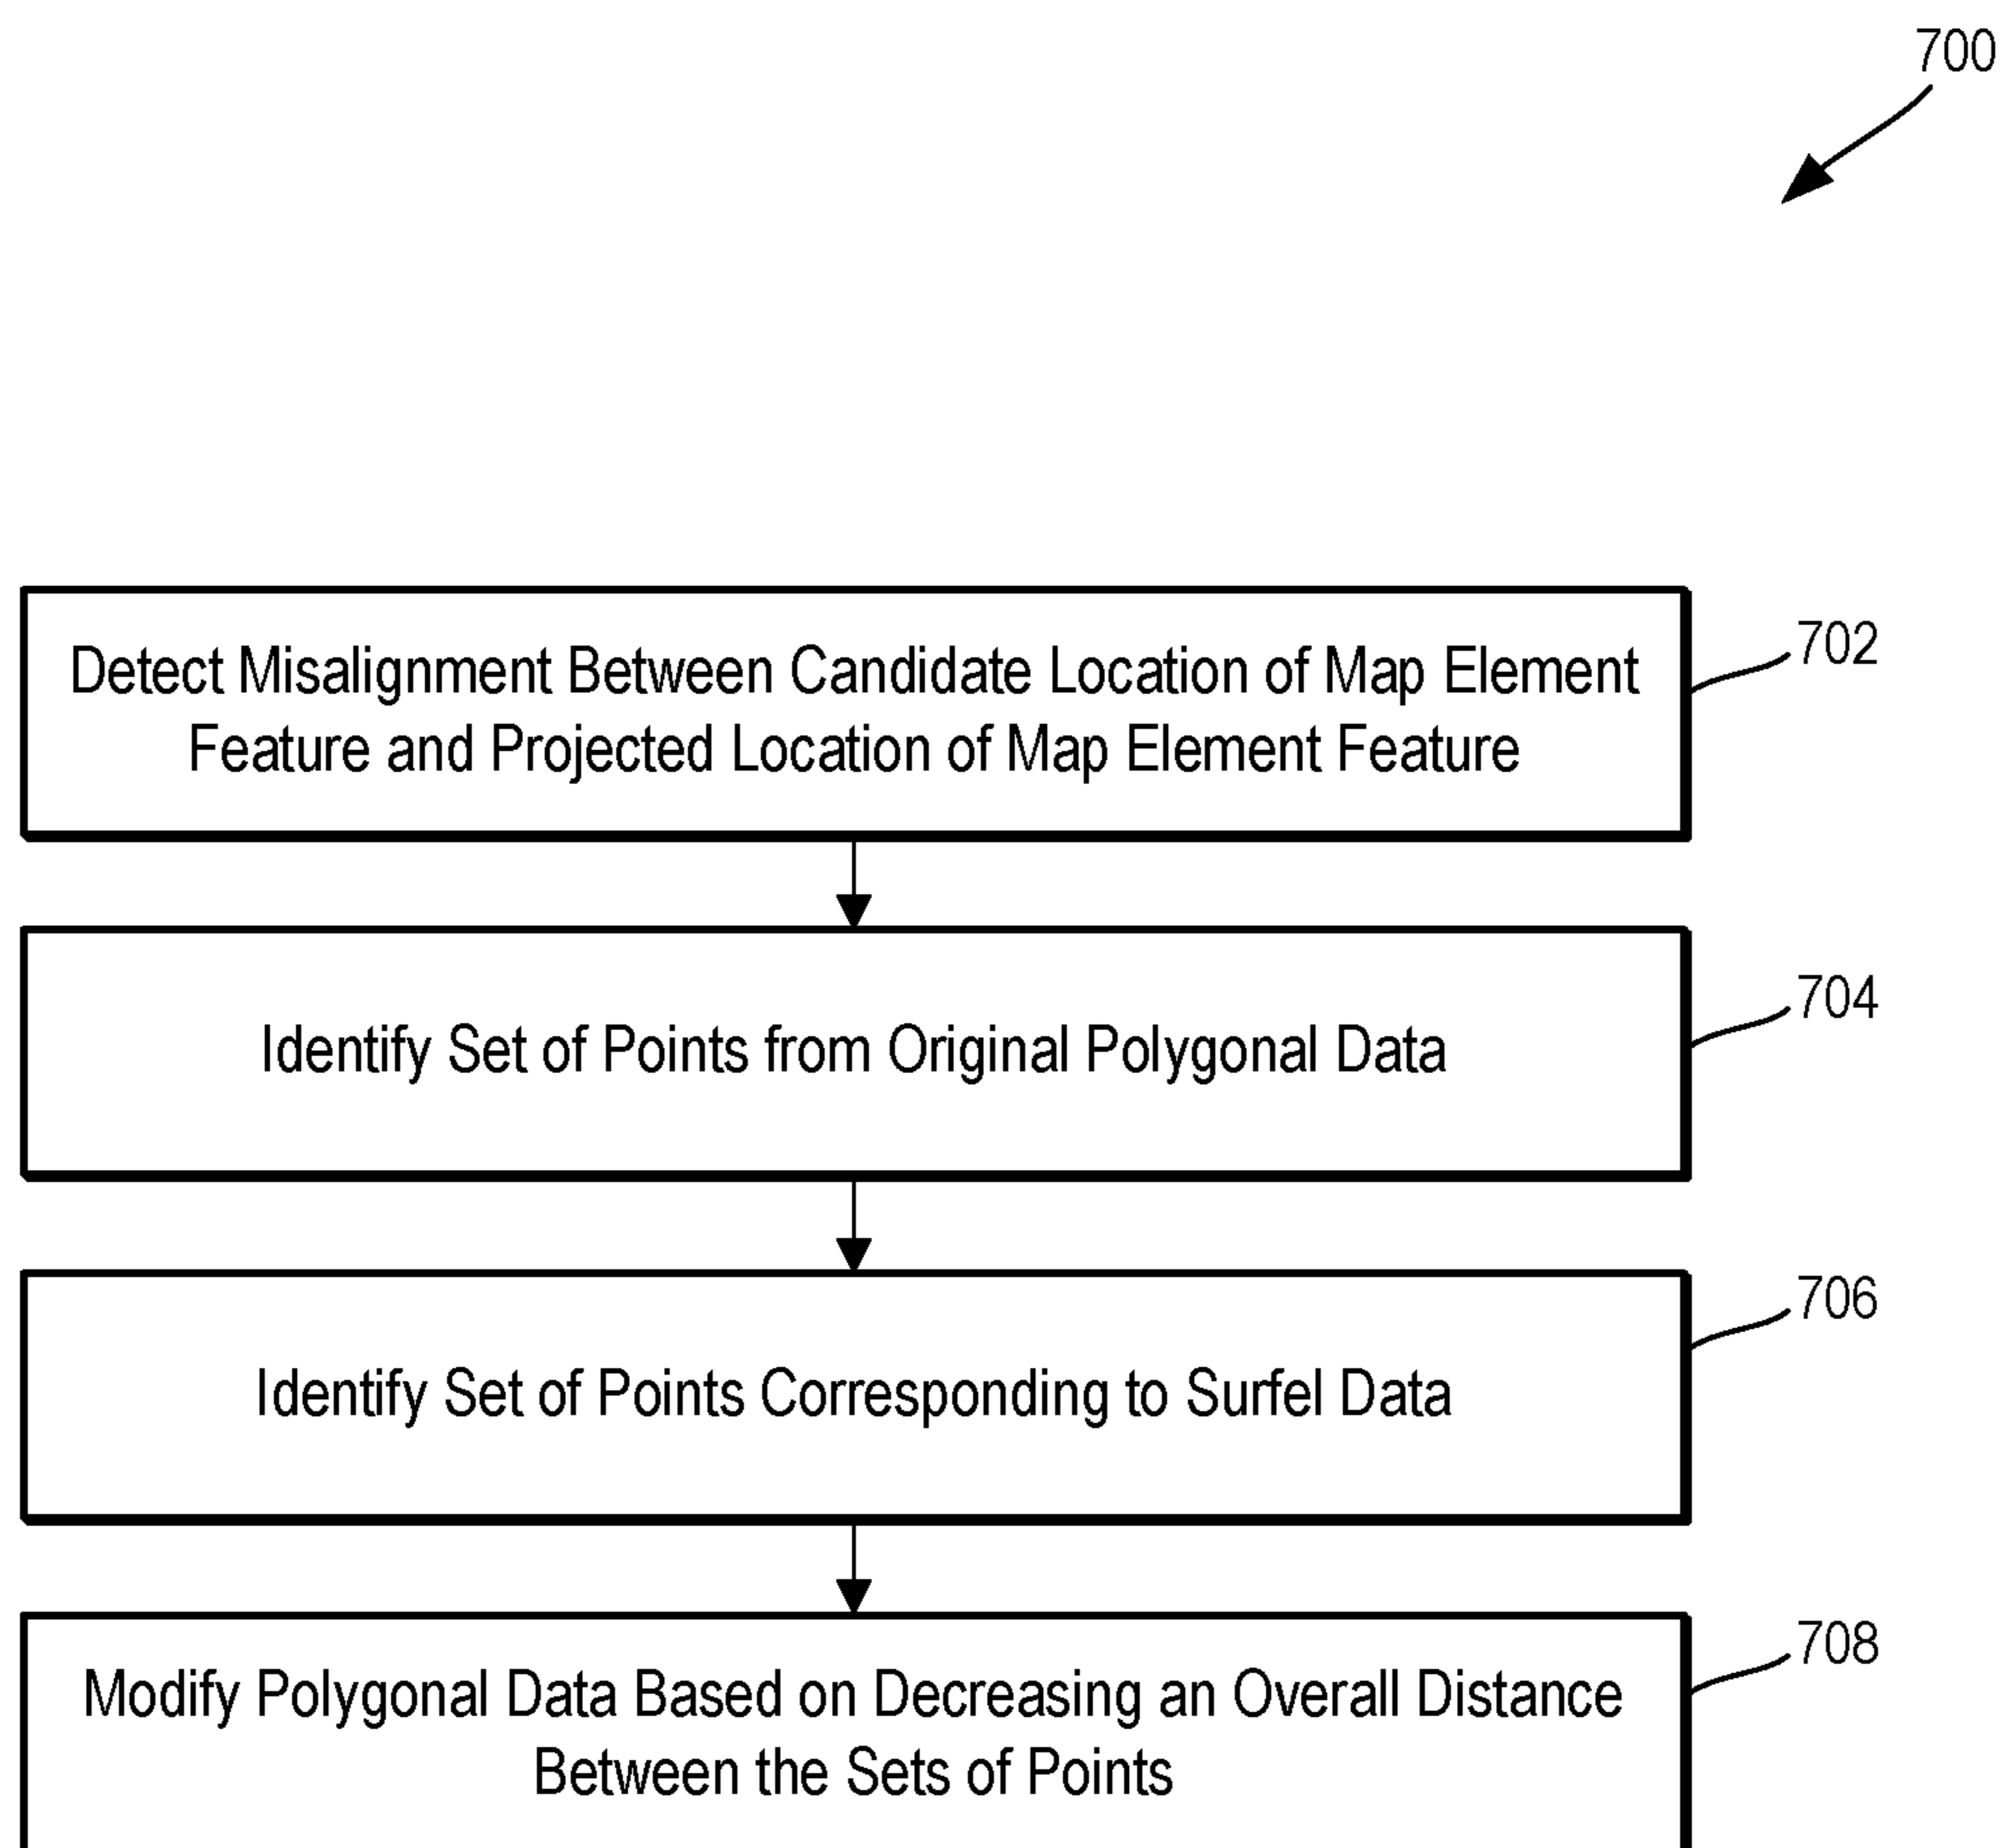 700
Detect Misalignment Between Candidate Location of Map Element
Feature and Projected Location of Map Element Feature
702
Identify Set of Points from Original Polygonal Data
704
Identify Set of Points Corresponding to Surfel Data
706
Modify Polygonal Data Based on Decreasing an Overall Distance
Between the Sets of Points
708